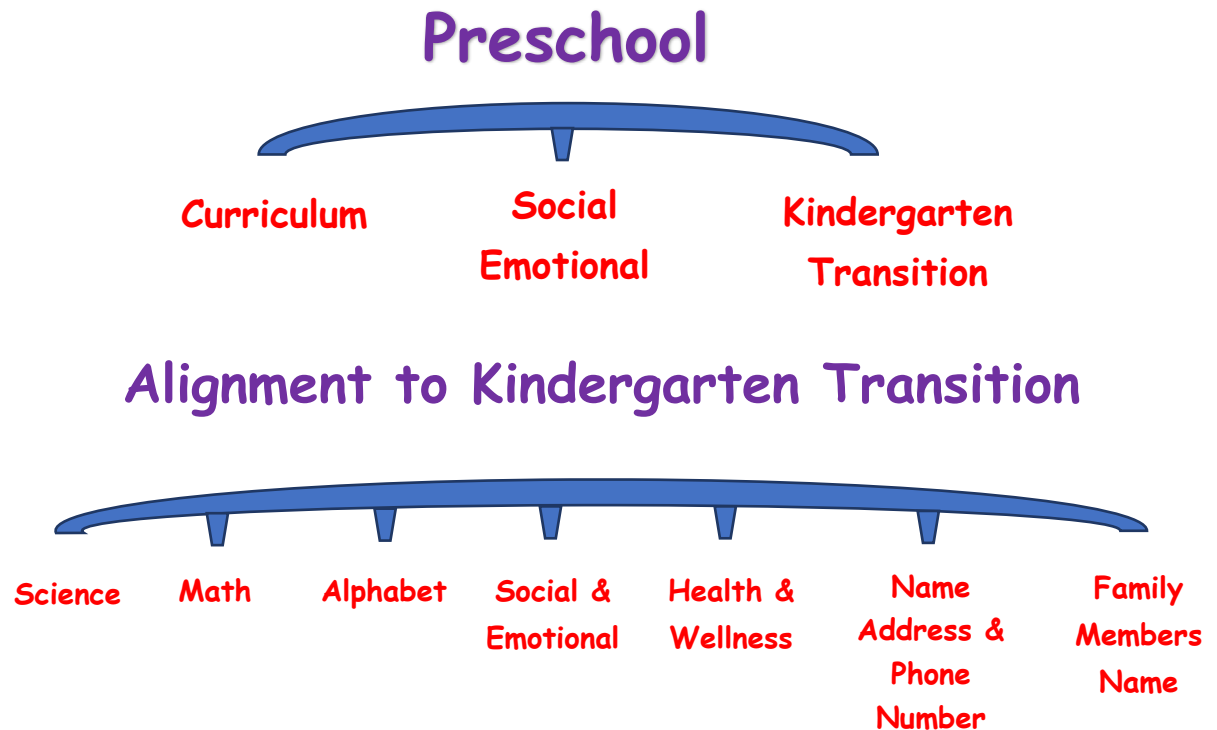 Preschool
Curriculum
Social
Emotional
Kindergarten
Transition
Alignment to Kindergarten Transition
Science
Math
Alphabet
Social &
Emotional
Health &
Wellness
Name
Address &
Phone
Number
Family
Members
Name